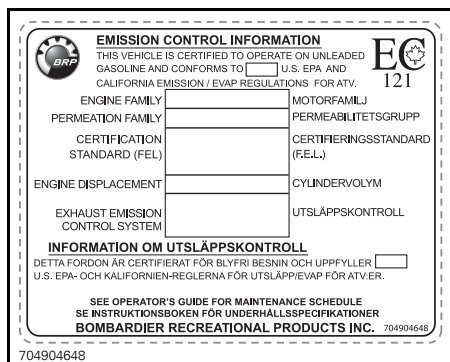 EMISSION CONTROL INFORMATION
THIS VEHICLE IS CERTIFIED TO OPERATE ON UNLEADED
GASOLINE AND CONFORMS TO U.S. EPA AND
CALIFORNIA EMISSION / EVAP REGULATIONS FOR ATV.
BRP
EC
121
ENGINE FAMILY MOTORFAMILJ
PERMEATION FAMILY PERMEABILITETSGRUPP
CERTIFICATION CERTIFIERINGSSTANDARD
STANDARD (FEL) (F.E.L.)
ENGINE DISPLACEMENT CYLINDERVOLYM
EXHAUST EMISSION UTSLÄPPSKONTROLL
CONTROL SYSTEM
INFORMATION OM UTSLÄPPSKONTROLL
DETTA FORDON ÄR CERTIFIERAT FÖR BLYFRI BESNIN OCH UPPFYLLER
U.S. EPA- OCH KALIFORNIEN-REGLERNA FÖR UTSLÄPP/EVAP FÖR ATV:ER.
SEE OPERATOR'S GUIDE FOR MAINTENANCE SCHEDULE
SE INSTRUKTIONSBOKEN FÖR UNDERHÅLLSSPECIFIKATIONER
BOMBARDIER RECREATIONAL PRODUCTS INC. 704904648
704904648